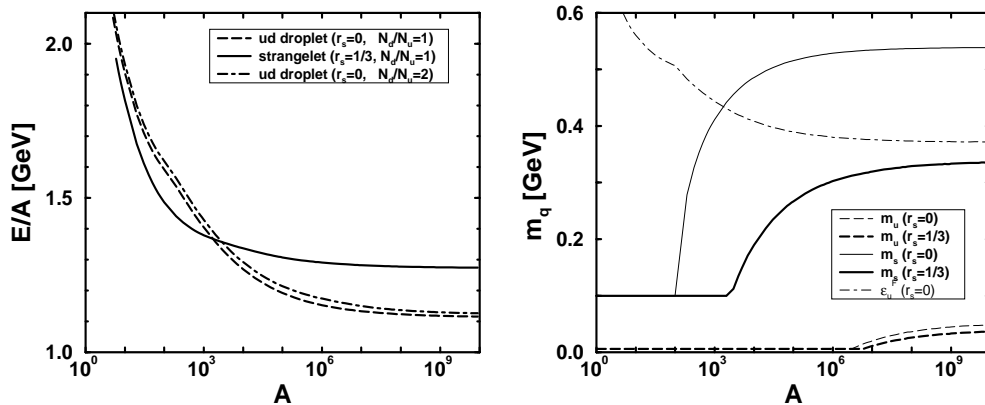 2.0
1.5
1.0
E/A [GeV]
10^0 10^3 10^6 10^9
A
ud droplet (r_s=0, N_d/N_u=1)
strangelet (r_s=1/3, N_d/N_u=1)
ud droplet (r_s=0, N_d/N_u=2)
0.6
0.4
0.2
0.0
m_q [GeV]
10^0 10^3 10^6 10^9
A
m_u (r_s=0)
m_u (r_s=1/3)
m_s (r_s=0)
m_s (r_s=1/3)
ε_u^F (r_s=0)